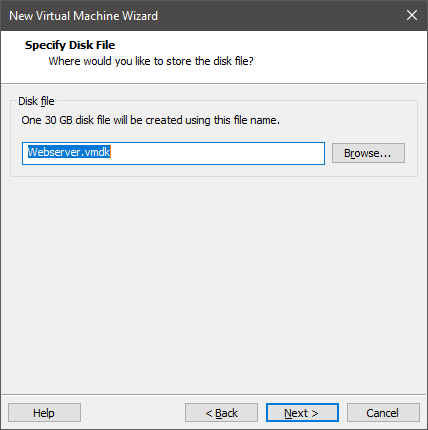 New Virtual Machine Wizard
Specify Disk File
Where would you like to store the disk file?
Disk file
One 30 GB disk file will be created using this file name.
Webserver.vmdk
Browse...
Help
< Back
Next >
Cancel